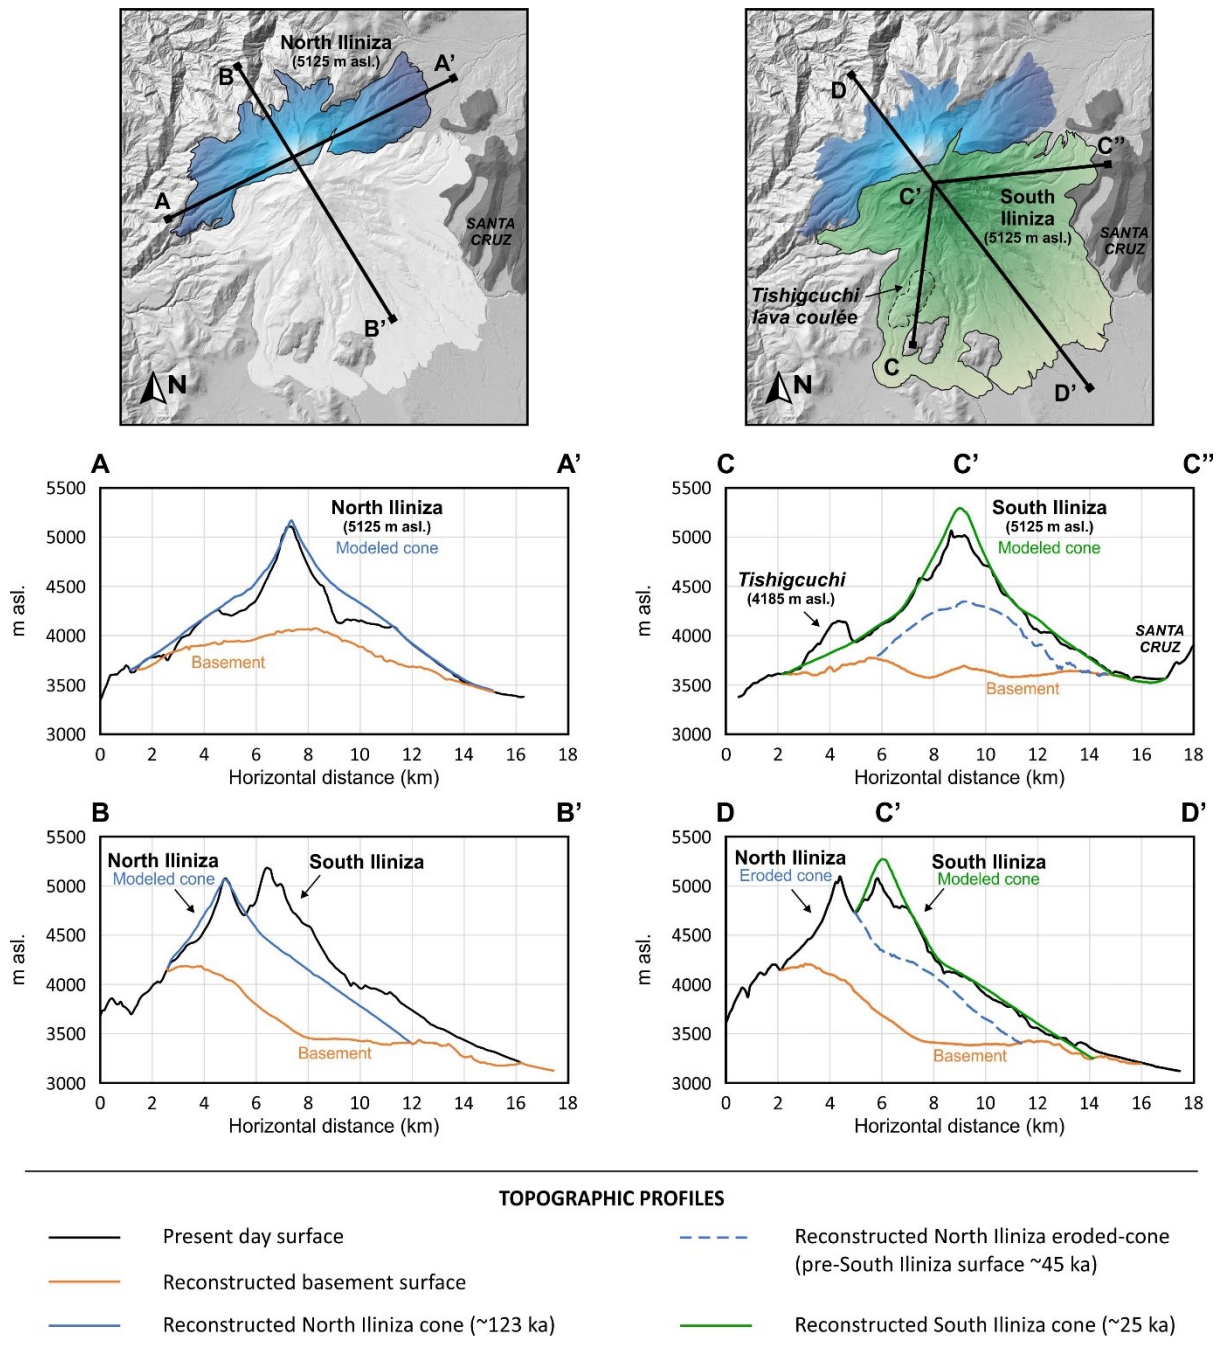 North Iliniza
(5125 m asl.)
B
A'
A
SANTA
CRUZ
B'
N
D
C"
C'
South
Iliniza
(5125 m asl.)
SANTA
CRUZ
Tishigcuchi
lava coulée
C
D'
N
A
A'
5500
5000
4500
4000
3500
3000
m asl.
North Iliniza
(5125 m asl.)
Modeled cone
Basement
0 2 4 6 8 10 12 14 16 18
Horizontal distance (km)
C
C'
C"
5500
5000
4500
4000
3500
3000
m asl.
South Iliniza
(5125 m asl.)
Modeled cone
Tishigcuchi
(4185 m asl.)
SANTA
CRUZ
Basement
0 2 4 6 8 10 12 14 16 18
Horizontal distance (km)
B
B'
5500
5000
4500
4000
3500
3000
m asl.
North Iliniza
Modeled cone
South Iliniza
Basement
0 2 4 6 8 10 12 14 16 18
Horizontal distance (km)
D
C'
D'
5500
5000
4500
4000
3500
3000
m asl.
North Iliniza
Eroded cone
South Iliniza
Modeled cone
Basement
0 2 4 6 8 10 12 14 16 18
Horizontal distance (km)
TOPOGRAPHIC PROFILES
Present day surface
Reconstructed basement surface
Reconstructed North Iliniza cone (~123 ka)
Reconstructed North Iliniza eroded-cone
(pre-South Iliniza surface ~45 ka)
Reconstructed South Iliniza cone (~25 ka)